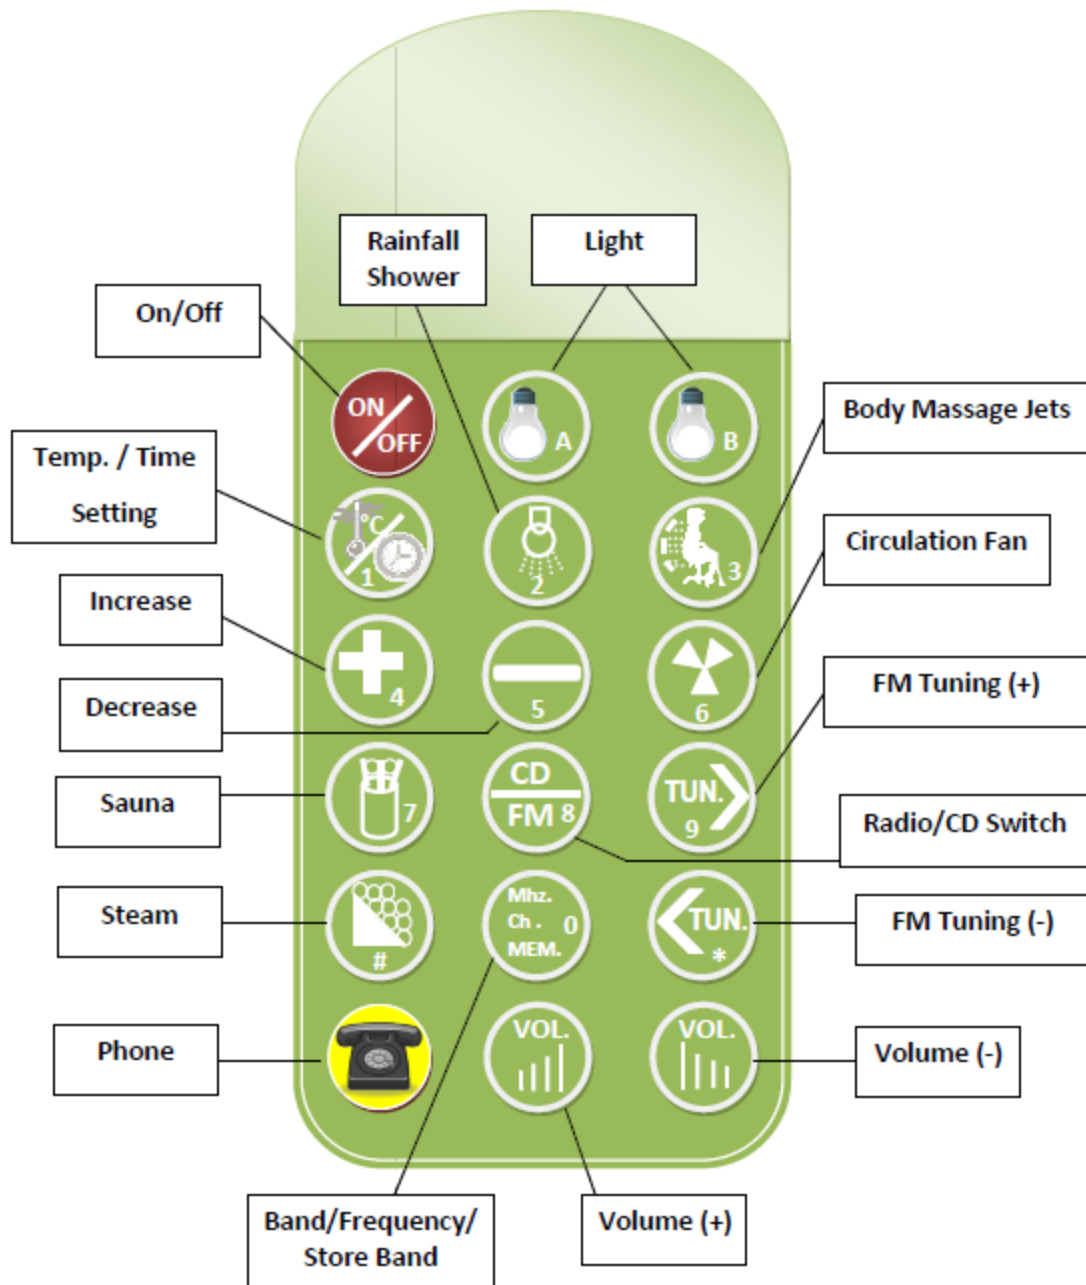 Rainfall
Shower
Light
On/Off
ON
OFF
A
B
Body Massage Jets
Temp. / Time
Setting
°C
1
2
3
Circulation Fan
Increase
4
5
6
Decrease
FM Tuning (+)
Sauna
7
CD
FM 8
TUN.
9
Radio/CD Switch
Steam
#
Mhz.
Ch . 0
MEM.
TUN.
*
FM Tuning (-)
Phone
VOL.
VOL.
Volume (-)
Band/Frequency/
Store Band
Volume (+)